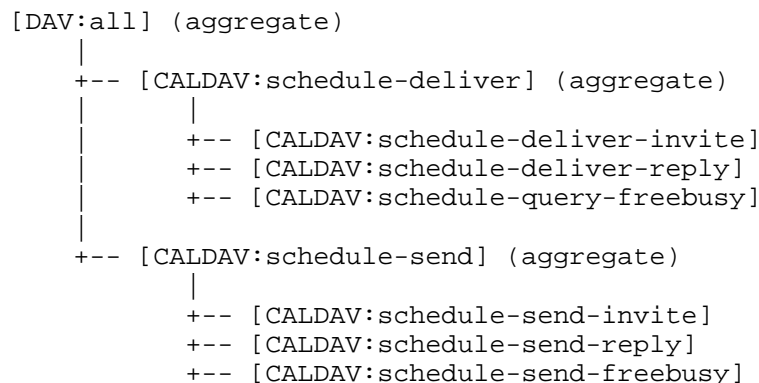 [DAV:all] (aggregate)
   |
   +-- [CALDAV:schedule-deliver] (aggregate)
   |      |
   |      +-- [CALDAV:schedule-deliver-invite]
   |      +-- [CALDAV:schedule-deliver-reply]
   |      +-- [CALDAV:schedule-query-freebusy]
   |
   +-- [CALDAV:schedule-send] (aggregate)
          |
          +-- [CALDAV:schedule-send-invite]
          +-- [CALDAV:schedule-send-reply]
          +-- [CALDAV:schedule-send-freebusy]